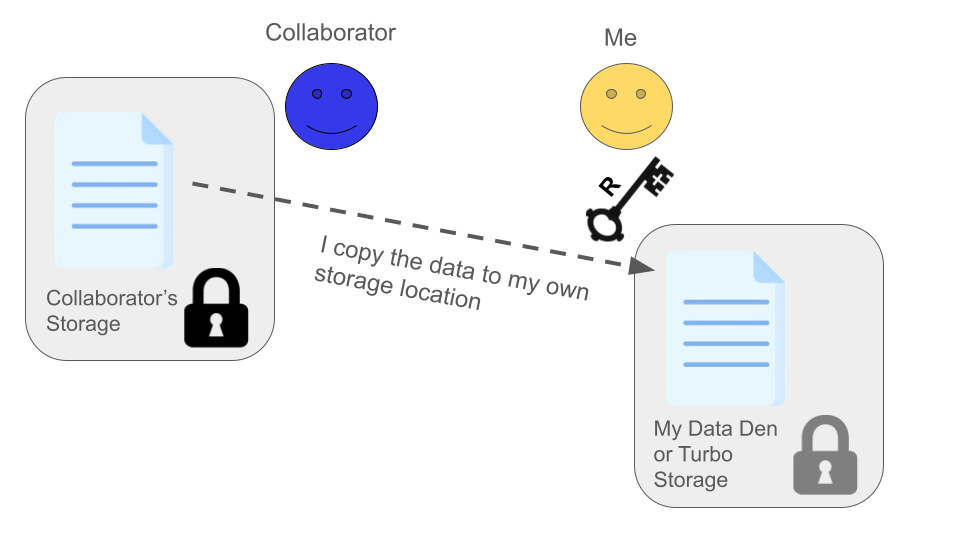 Collaborator
Me
R
I copy the data to my own
storage location
Collaborator’s
Storage
My Data Den
or Turbo
Storage